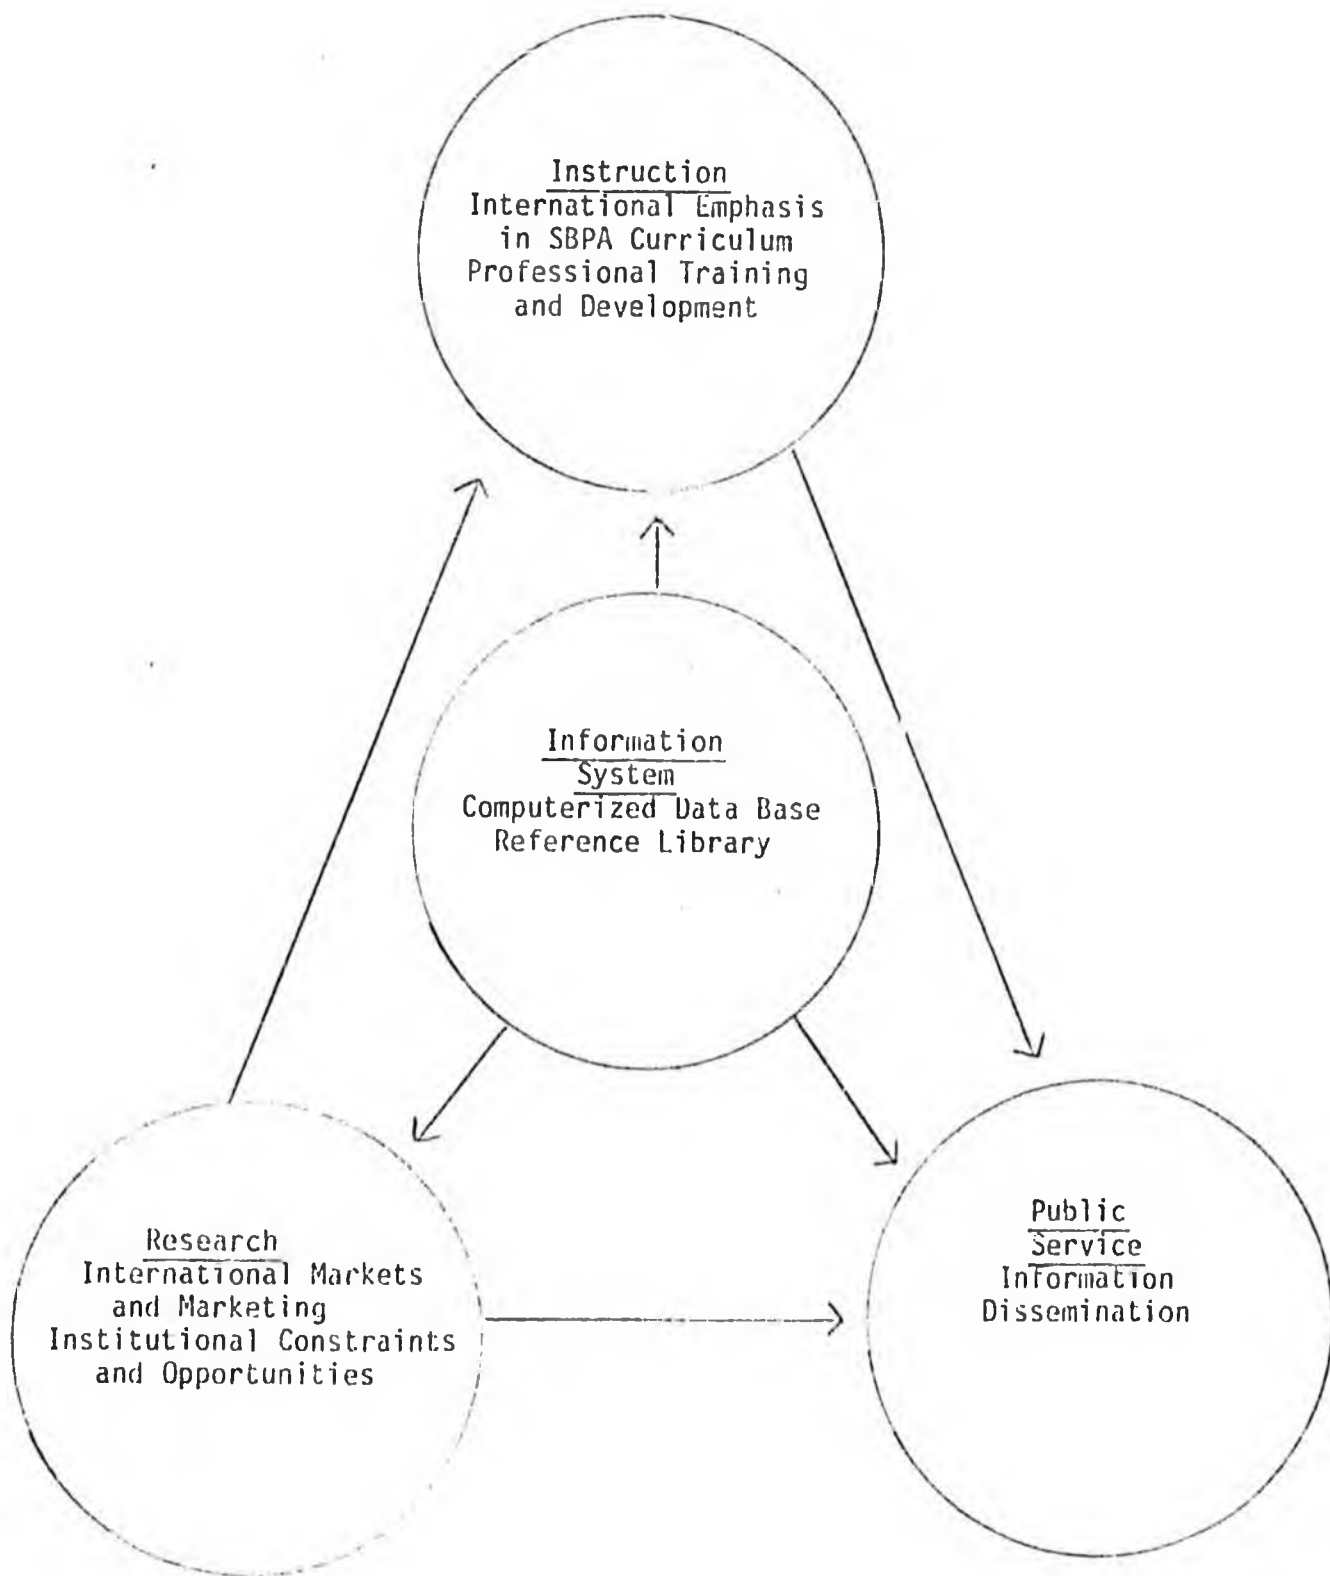 Instruction
International Emphasis
in SBPA Curriculum
Professional Training
and Development
Information
System
Computerized Data Base
Reference Library
Research
International Markets
and Marketing
Institutional Constraints
and Opportunities
Public
Service
Information
Dissemination